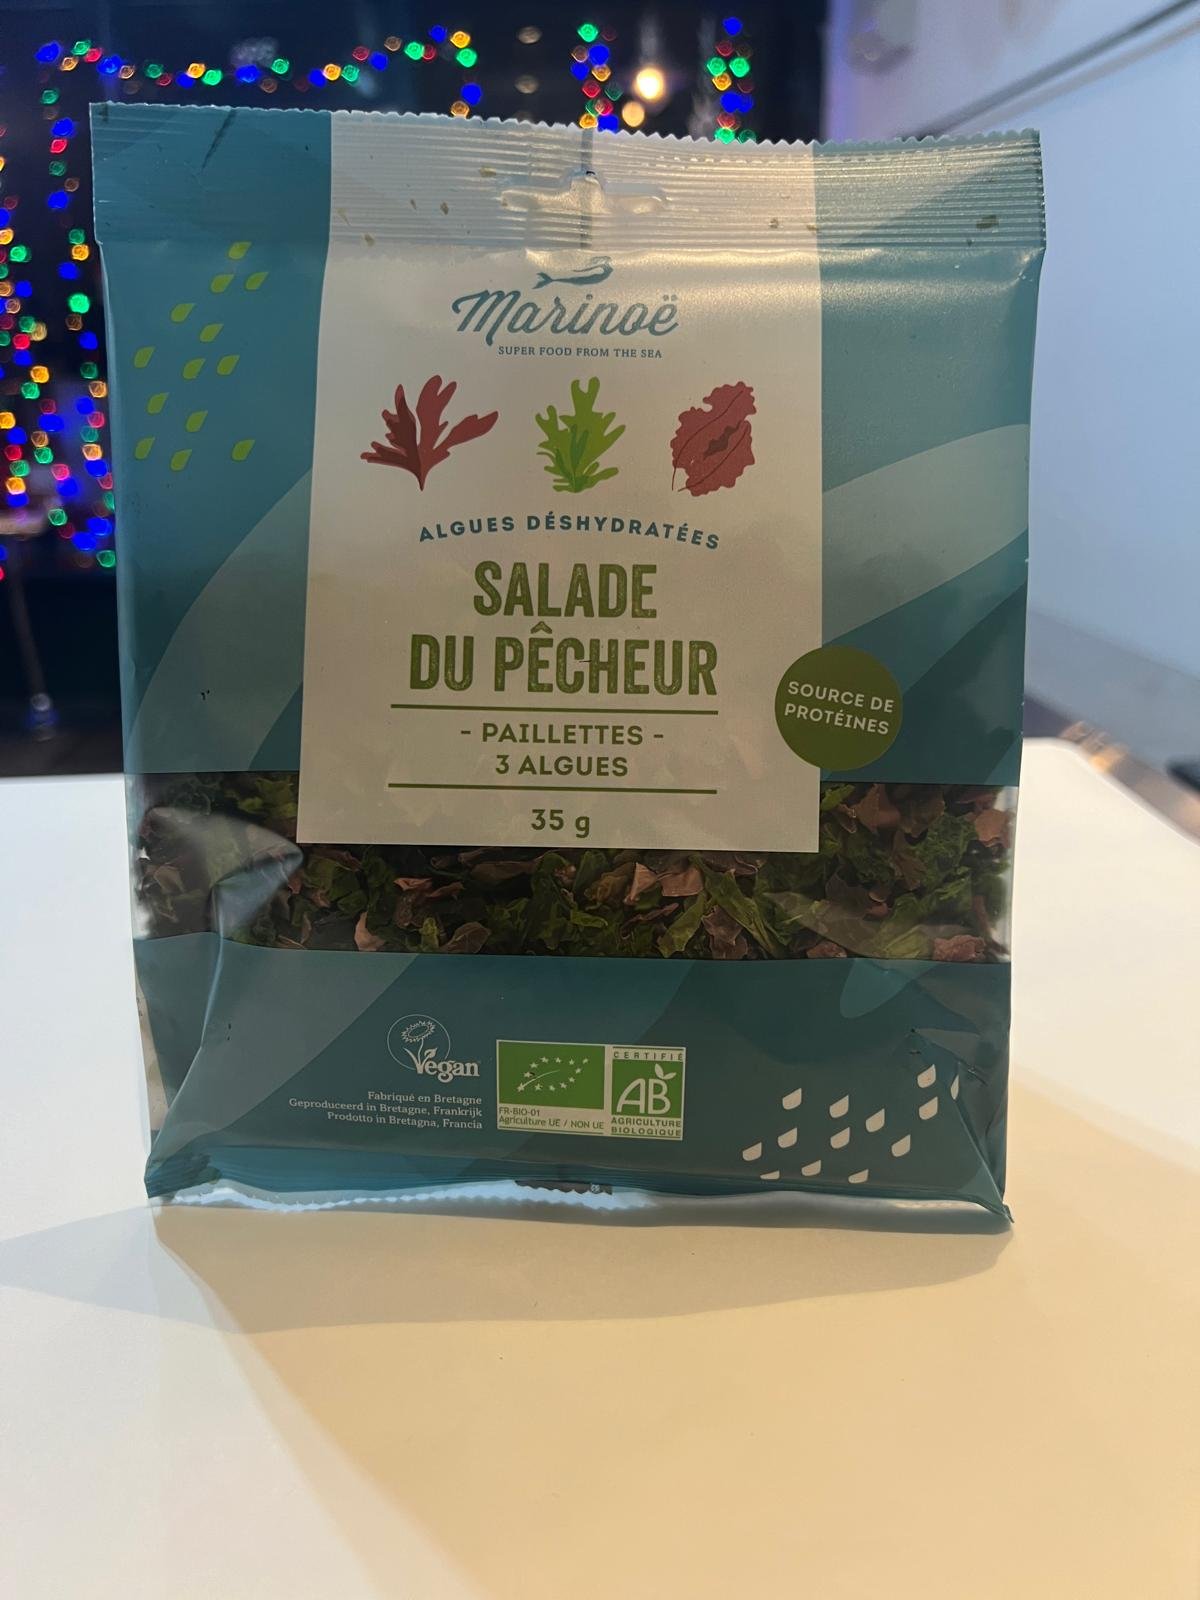 Marinoë
SUPER FOOD FROM THE SEA
ALGUES DÉSHYDRATÉES
SALADE
DU PÊCHEUR
- PAILLETTES -
3 ALGUES
35 g
SOURCE DE
PROTÉINES
Vegan
Fabriqué en Bretagne
Geproduceerd in Bretagne, Frankrijk
Prodotto in Bretagna, Francia
FR-BIO-01
Agriculture UE / NON UE
CERTIFIÉ
AB
AGRICULTURE
BIOLOGIQUE